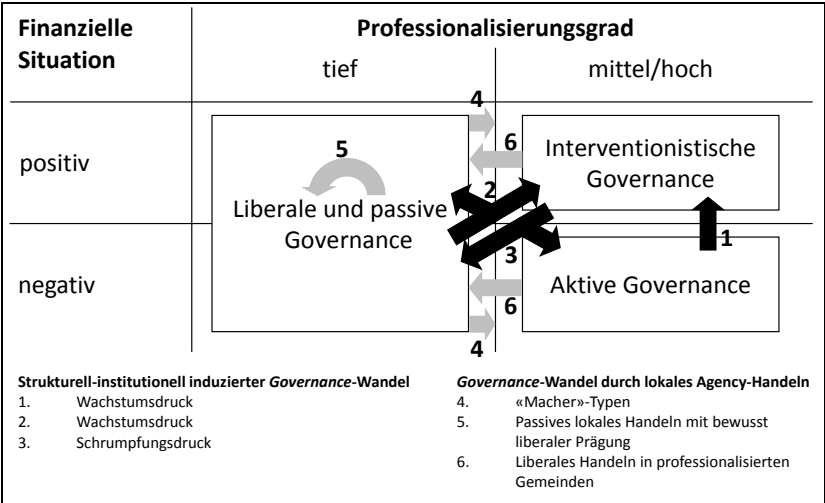 Finanzielle
Situation
Professionalisierungsgrad
tief
mittel/hoch
positiv
negativ
4
5
6
2
Interventionistische
Governance
Liberale und passive
Governance
1
3
Aktive Governance
6
4
Strukturell-institutionell induzierter Governance-Wandel
1. Wachstumsdruck
2. Wachstumsdruck
3. Schrumpfungsdruck
Governance-Wandel durch lokales Agency-Handeln
4. «Macher»-Typen
5. Passives lokales Handeln mit bewusst
liberaler Prägung
6. Liberales Handeln in professionalisierten
Gemeinden